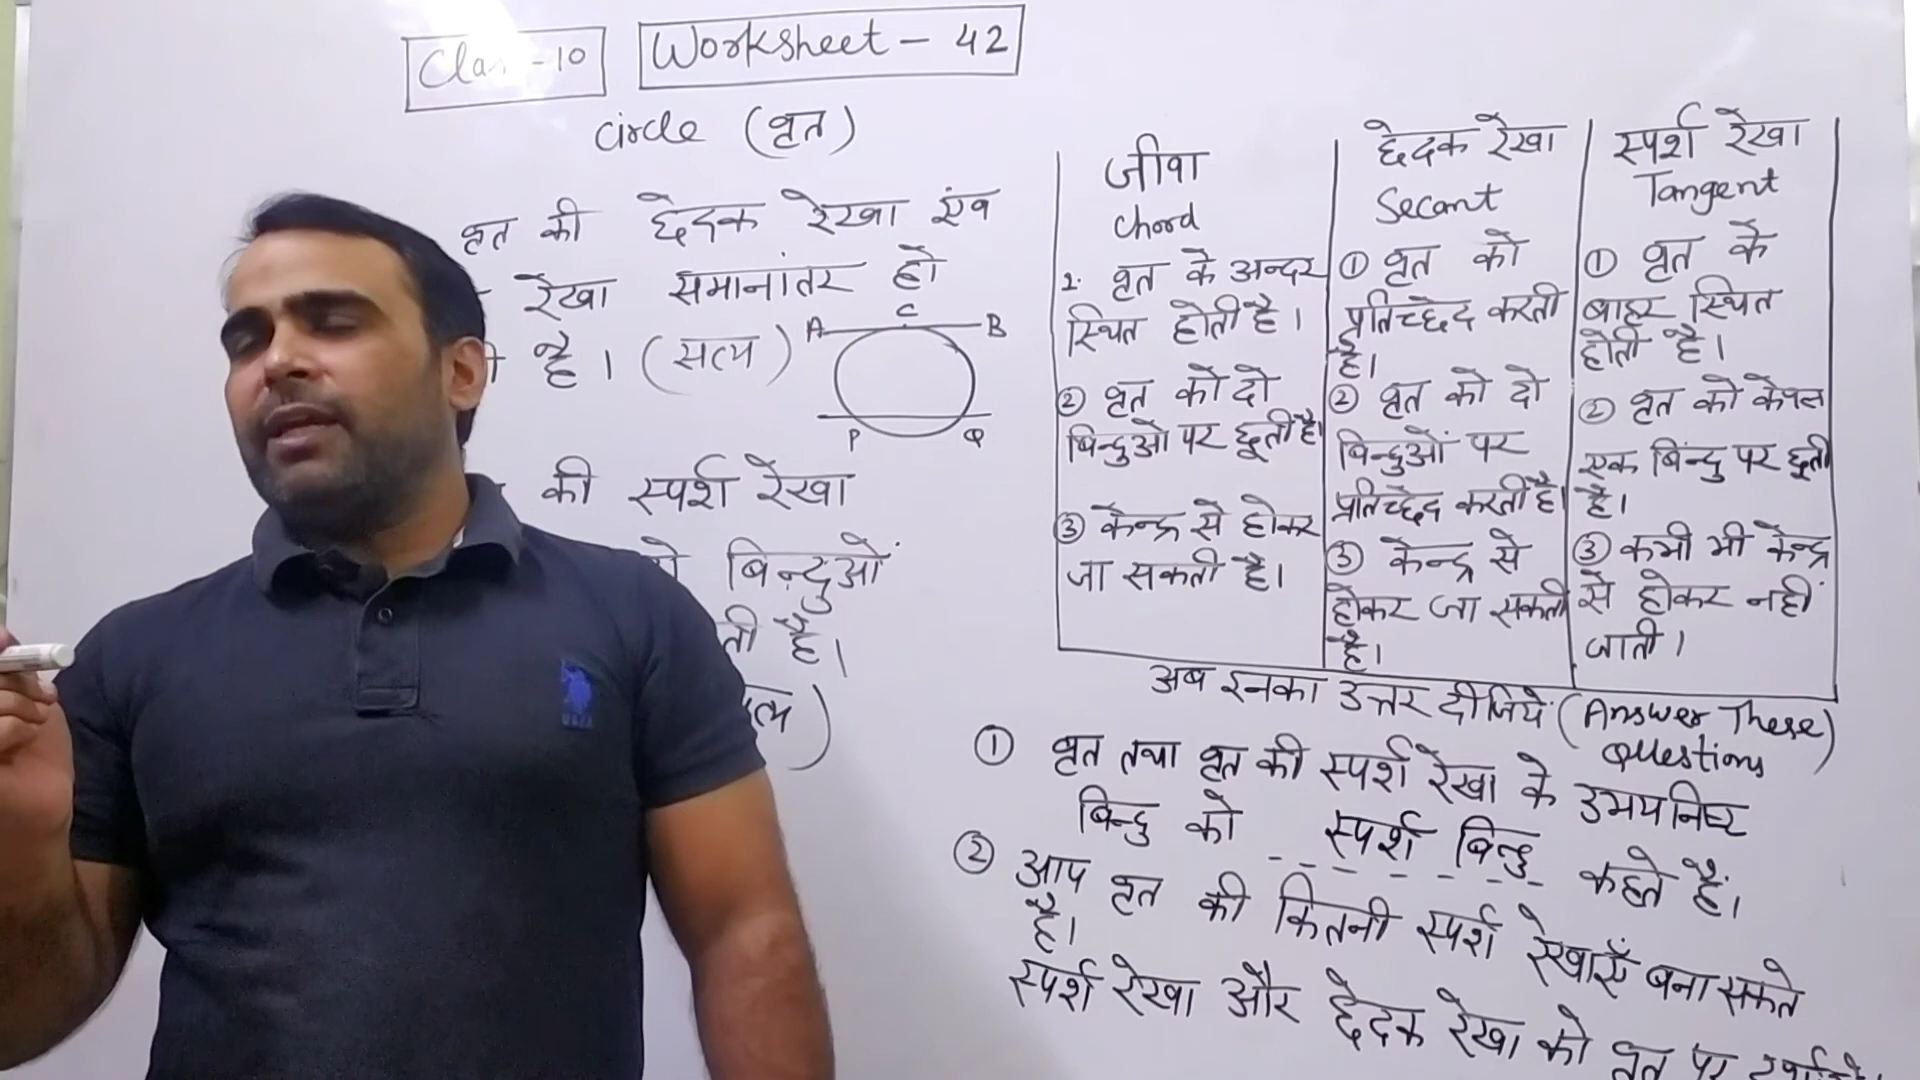 Class-10
Worksheet - 42
circle (वृत)
वृत की छेदक रेखा एंव
रेखा समानांतर हो
है। (सत्य)
A C B
P Q
की स्पर्श रेखा
बिन्दुओं
ती है।
जीवा
chord
1. वृत के अन्दर
स्थित होती है।
② वृत को दो
बिन्दुओ पर छूती है।
③ केन्द्र से होकर
जा सकती है।
छेदक रेखा
Secant
① वृत को
प्रतिच्छेद करती
है।
② वृत को दो
बिन्दुओं पर
प्रतिच्छेद करती है।
③ केन्द्र से
होकर जा सकती
है।
स्पर्श रेखा
Tangent
① वृत के
बाहर स्थित
होती है।
② वृत को केवल
एक बिंन्दु पर छूती
है।
③ कभी भी केन्द्र
से होकर नहीं
जाती।
अब इनका उत्तर दीजिये (Answer These)
Questions
① वृत तथा वृत की स्पर्श रेखा के उभयनिष्ट
बिन्दु को स्पर्श बिन्दु कहते हैं।
② आप वृत की कितनी स्पर्श रेखाएँ बना सकते
है।
स्पर्श रेखा और छेदक रेखा को वृत पर